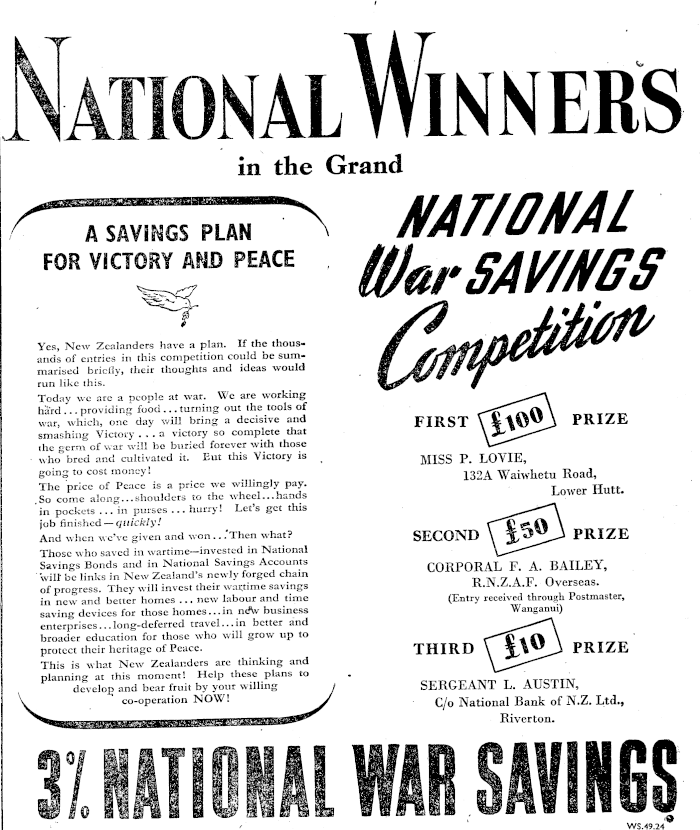 NATIONAL WINNERS
in the Grand
NATIONAL
War SAVINGS
Competition
A SAVINGS PLAN
FOR VICTORY AND PEACE
Yes, New Zealanders have a plan. If the thous-
ands of entries in this competition could be sum-
marised briefly, their thoughts and ideas would
run like this.
Today we are a people at war. We are working
hard...providing food...turning out the tools of
war, which, one day will bring a decisive and
smashing Victory...a victory so complete that
the germ of war will be buried forever with those
who bred and cultivated it. But this Victory is
going to cost money!
The price of Peace is a price we willingly pay.
So come along...shoulders to the wheel...hands
in pockets...in purses...hurry! Let's get this
job finished—quickly!
And when we've given and won...Then what?
Those who saved in wartime—invested in National
Savings Bonds and in National Savings Accounts
will be links in New Zealand's newly forged chain
of progress. They will invest their wartime savings
in new and better homes...new labour and time
saving devices for those homes...in new business
enterprises...long-deferred travel...in better and
broader education for those who will grow up to
protect their heritage of Peace.
This is what New Zealanders are thinking and
planning at this moment! Help these plans to
develop and bear fruit by your willing
co-operation NOW!
FIRST £100 PRIZE
MISS P. LOVIE,
132A Waiwhetu Road,
Lower Hutt.
SECOND £50 PRIZE
CORPORAL F. A. BAILEY,
R.N.Z.A.F. Overseas.
(Entry received through Postmaster,
Wanganui)
THIRD £10 PRIZE
SERGEANT L. AUSTIN,
C/o National Bank of N.Z. Ltd.,
Riverton.
3% NATIONAL WAR SAVINGS
WS.49.24